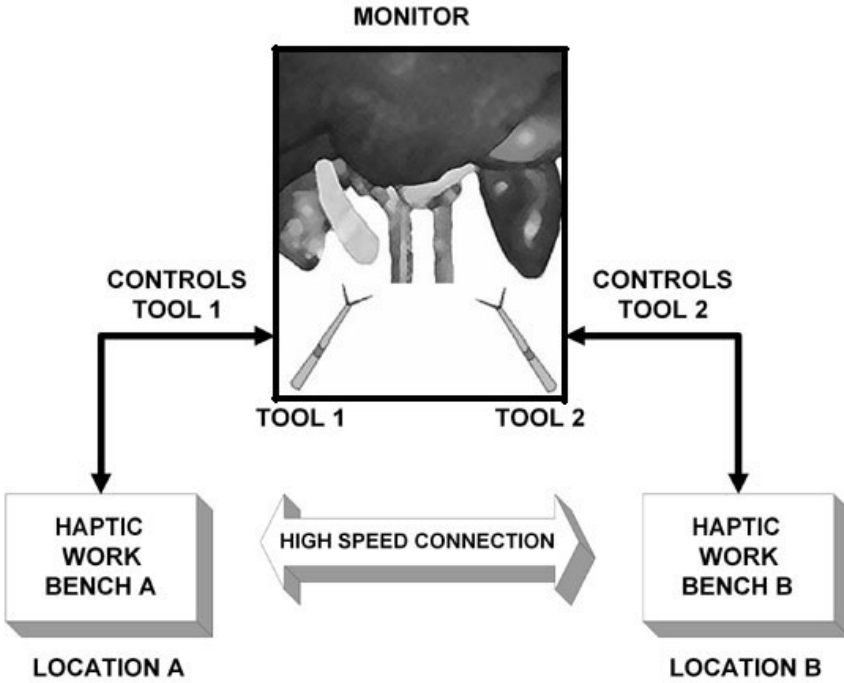 MONITOR
CONTROLS
TOOL 1
CONTROLS
TOOL 2
TOOL 1
TOOL 2
HAPTIC
WORK
BENCH A
HIGH SPEED CONNECTION
HAPTIC
WORK
BENCH B
LOCATION A
LOCATION B